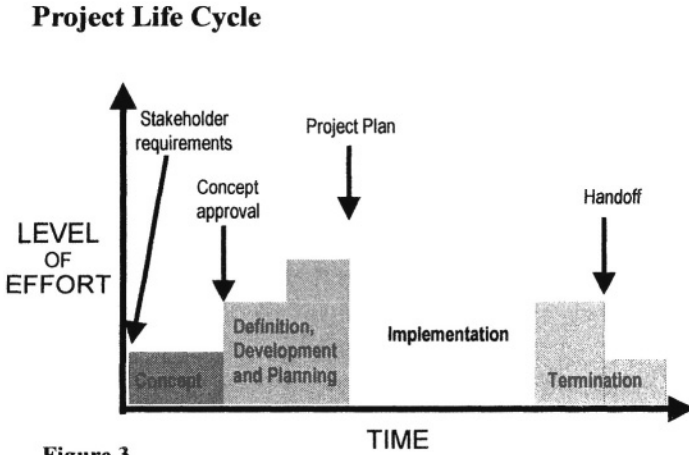 Project Life Cycle
Stakeholder
requirements
Project Plan
Concept
approval
Handoff
LEVEL
OF
EFFORT
Definition,
Development
and Planning
Implementation
Concept
Termination
TIME
Figure 3